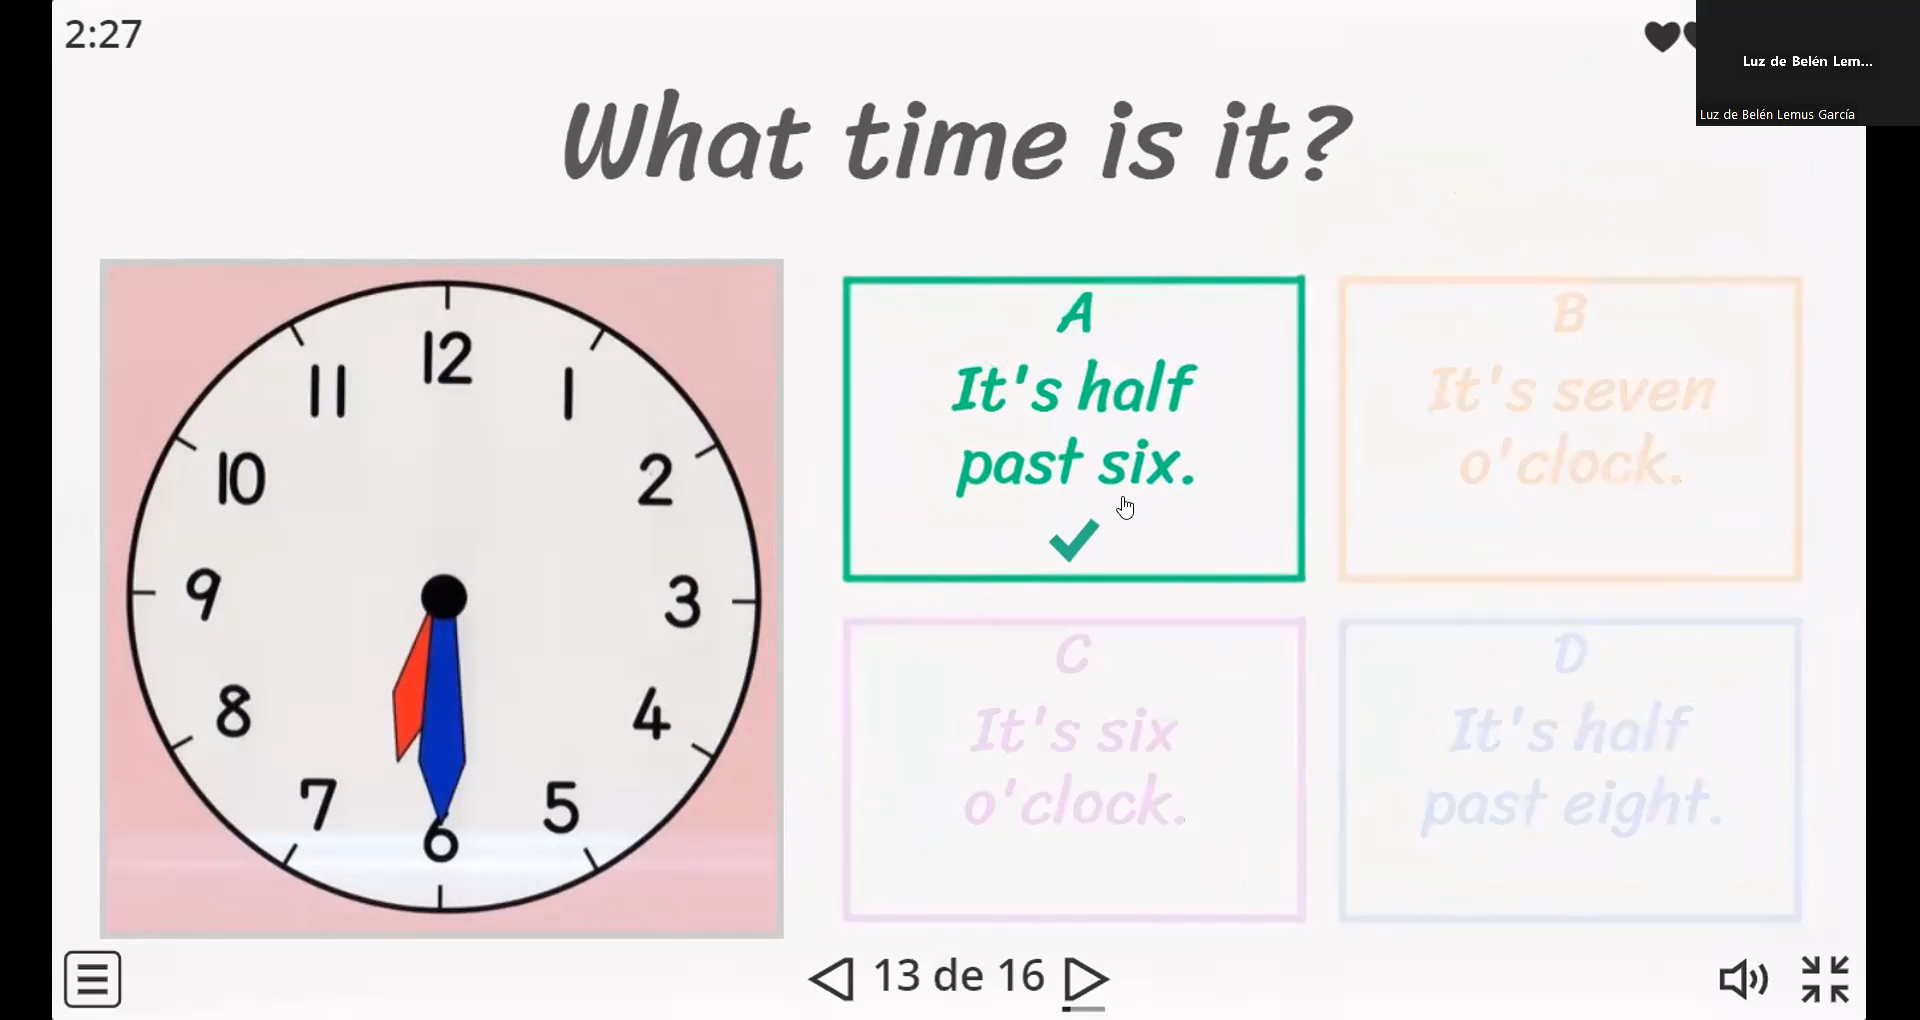 2:27
Luz de Belén Lem...
Luz de Belén Lemus García
What time is it?
12
11
1
10
2
9
3
8
4
7
5
6
A
It's half
past six.
B
It's seven
o'clock.
C
It's six
o'clock.
D
It's half
past eight.
13 de 16